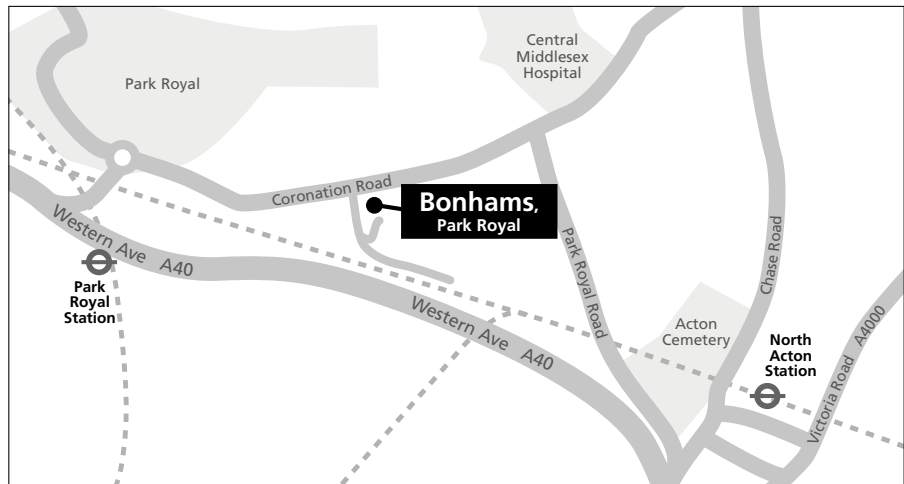 Central
Middlesex
Hospital
Park Royal
Coronation Road
Bonhams,
Park Royal
Western Ave A40
Park
Royal
Station
Western Ave A40
Park Royal Road
Chase Road
Acton
Cemetery
North
Acton
Station
Victoria Road A4000